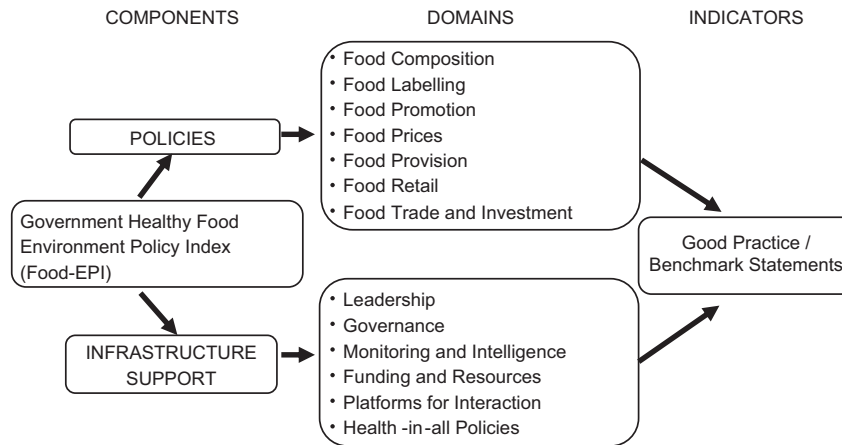 COMPONENTS
DOMAINS
INDICATORS
• Food Composition
• Food Labelling
• Food Promotion
• Food Prices
• Food Provision
• Food Retail
• Food Trade and Investment
POLICIES
Government Healthy Food
Environment Policy Index
(Food-EPI)
Good Practice /
Benchmark Statements
INFRASTRUCTURE
SUPPORT
• Leadership
• Governance
• Monitoring and Intelligence
• Funding and Resources
• Platforms for Interaction
• Health -in-all Policies